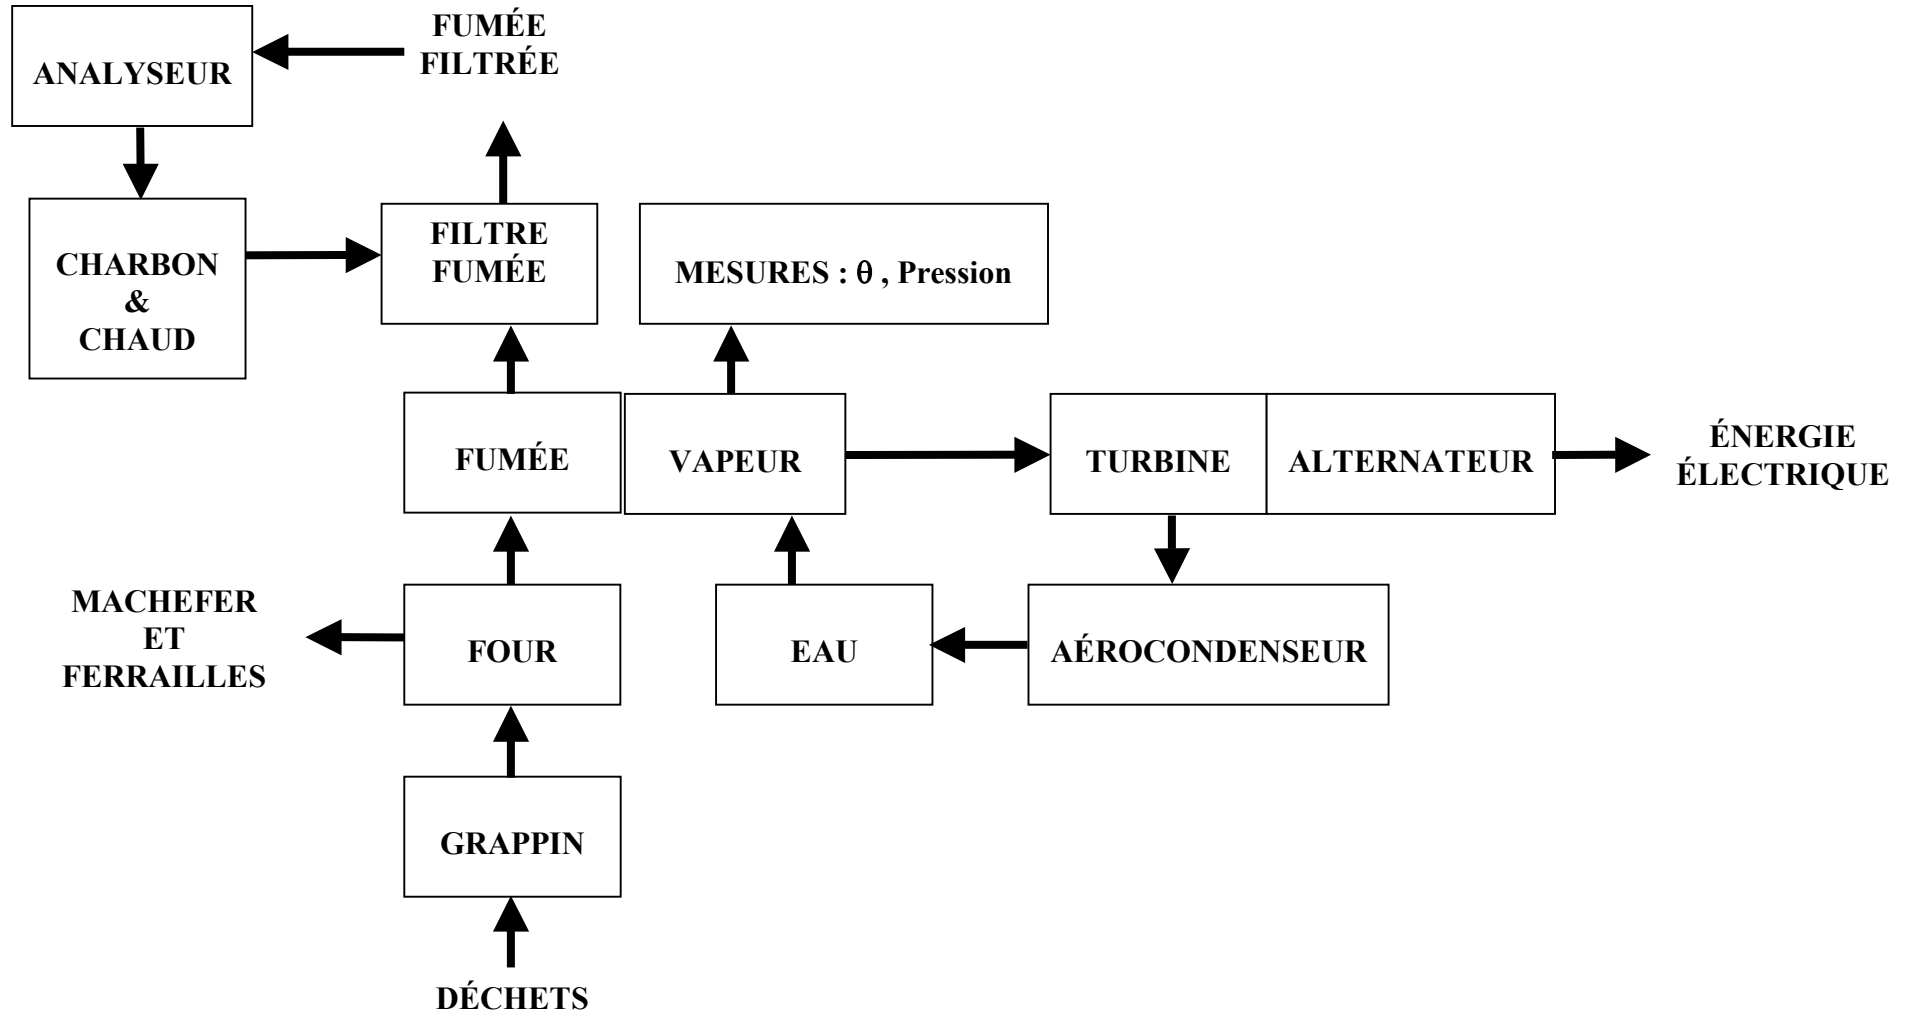 FUMÉE
FILTRÉE
ANALYSEUR
CHARBON
&
CHAUD
FILTRE
FUMÉE
MESURES : θ , Pression
FUMÉE
VAPEUR
TURBINE
ALTERNATEUR
ÉNERGIE
ÉLECTRIQUE
MACHEFER
ET
FERRAILLES
FOUR
EAU
AÉROCONDENSEUR
GRAPPIN
DÉCHETS